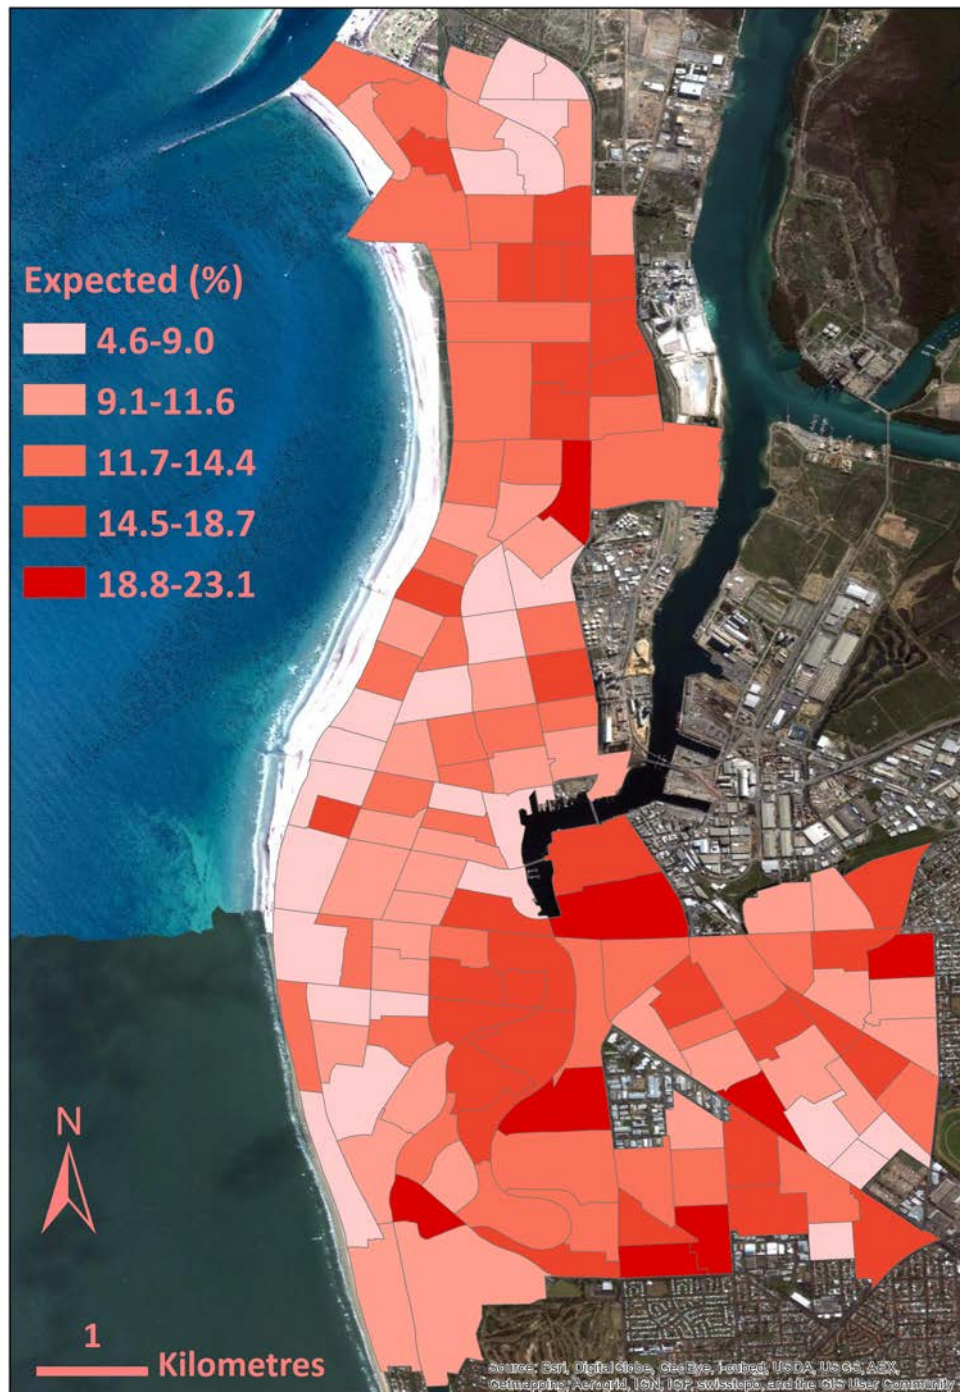 Expected (%)
4.6-9.0
9.1-11.6
11.7-14.4
14.5-18.7
18.8-23.1
N
1
Kilometres
Source: Esri, DigitalGlobe, GeoEye, i-cubed, USDA, USGS, AEX,
Getmapping, Aerogrid, IGN, IGP, swisstopo, and the GIS User Community